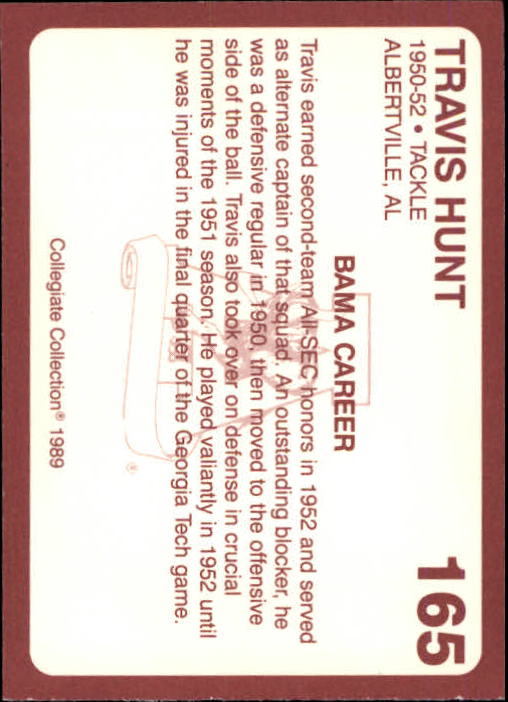 TRAVIS HUNT
165
1950-52 • TACKLE
ALBERTVILLE, AL
BAMA CAREER
Travis earned second-team All-SEC honors in 1952 and served
as alternate captain of that squad. An outstanding blocker, he
was a defensive regular in 1950, then moved to the offensive
side of the ball. Travis also took over on defense in crucial
moments of the 1951 season. He played valiantly in 1952 until
he was injured in the final quarter of the Georgia Tech game.
®
Collegiate Collection® 1989